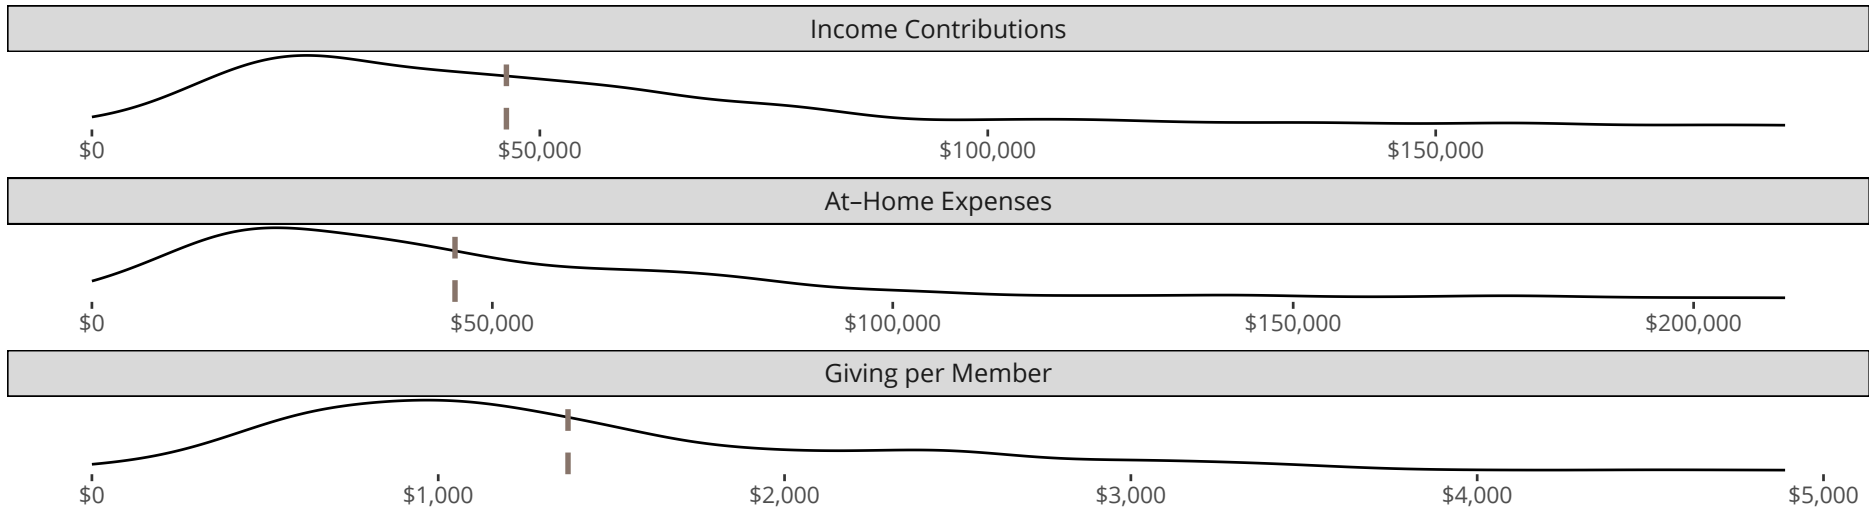 Income Contributions
$0 $50,000 $100,000 $150,000
At–Home Expenses
$0 $50,000 $100,000 $150,000 $200,000
Giving per Member
$0 $1,000 $2,000 $3,000 $4,000 $5,000